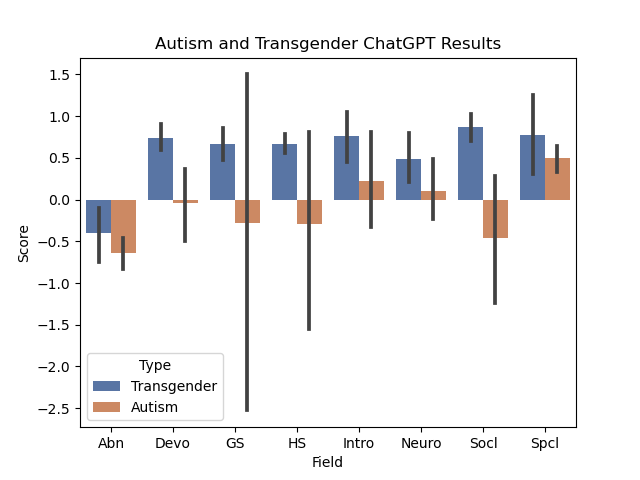 Autism and Transgender ChatGPT Results
1.5
1.0
0.5
0.0
−0.5
−1.0
−1.5
−2.0
−2.5
Score
Type
Transgender
Autism
Abn Devo GS HS Intro Neuro Socl Spcl
Field